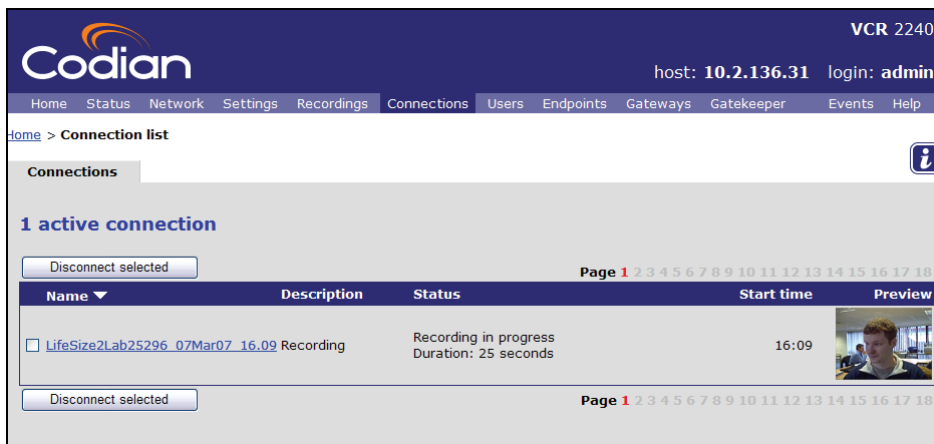 Codian
VCR 2240
host: 10.2.136.31 login: admin
Home Status Network Settings Recordings Connections Users Endpoints Gateways Gatekeeper Events Help
Home > Connection list
i
Connections
1 active connection
Disconnect selected
Page 1 2 3 4 5 6 7 8 9 10 11 12 13 14 15 16 17 18
Name Description Status Start time Preview
LifeSize2Lab25296_07Mar07_16.09 Recording Recording in progress 16:09
Duration: 25 seconds
Disconnect selected
Page 1 2 3 4 5 6 7 8 9 10 11 12 13 14 15 16 17 18